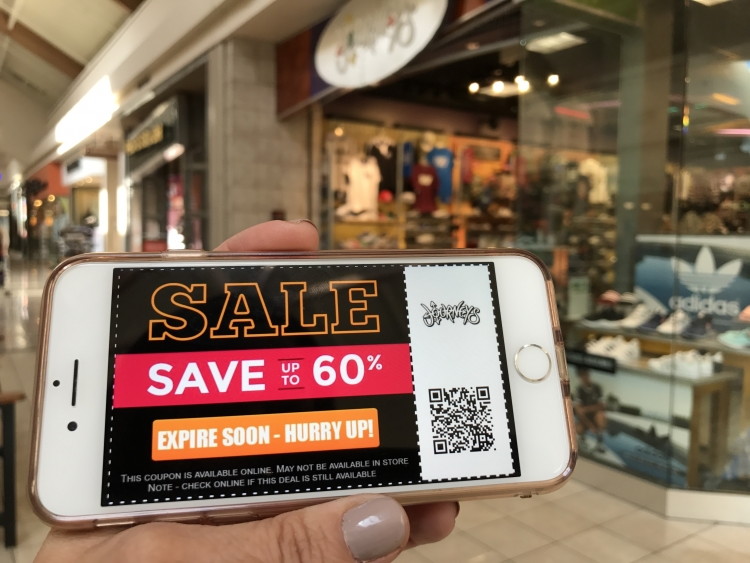 SALE
SAVE UP TO 60%
EXPIRE SOON - HURRY UP!
THIS COUPON IS AVAILABLE ONLINE. MAY NOT BE AVAILABLE IN STORE
NOTE - CHECK ONLINE IF THIS DEAL IS STILL AVAILABLE
JOURNEYS
adidas